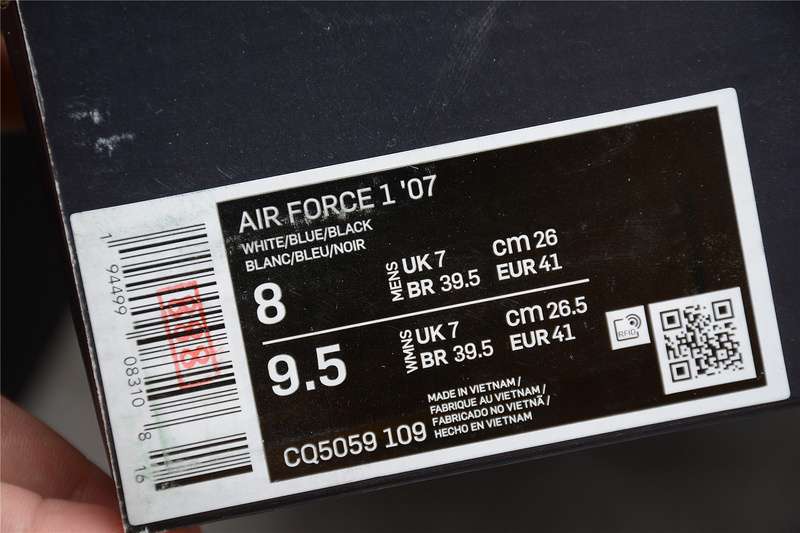 AIR FORCE 1 '07
WHITE/BLUE/BLACK
BLANC/BLEU/NOIR
8
MENS
UK 7
BR 39.5
cm 26
EUR 41
9.5
WMNS
UK 7
BR 39.5
cm 26.5
EUR 41
RFID
CQ5059 109
MADE IN VIETNAM /
FABRIQUE AU VIETNAM /
FABRICADO NO VIETNÃ /
HECHO EN VIETNAM
1 94499 08310 8 16